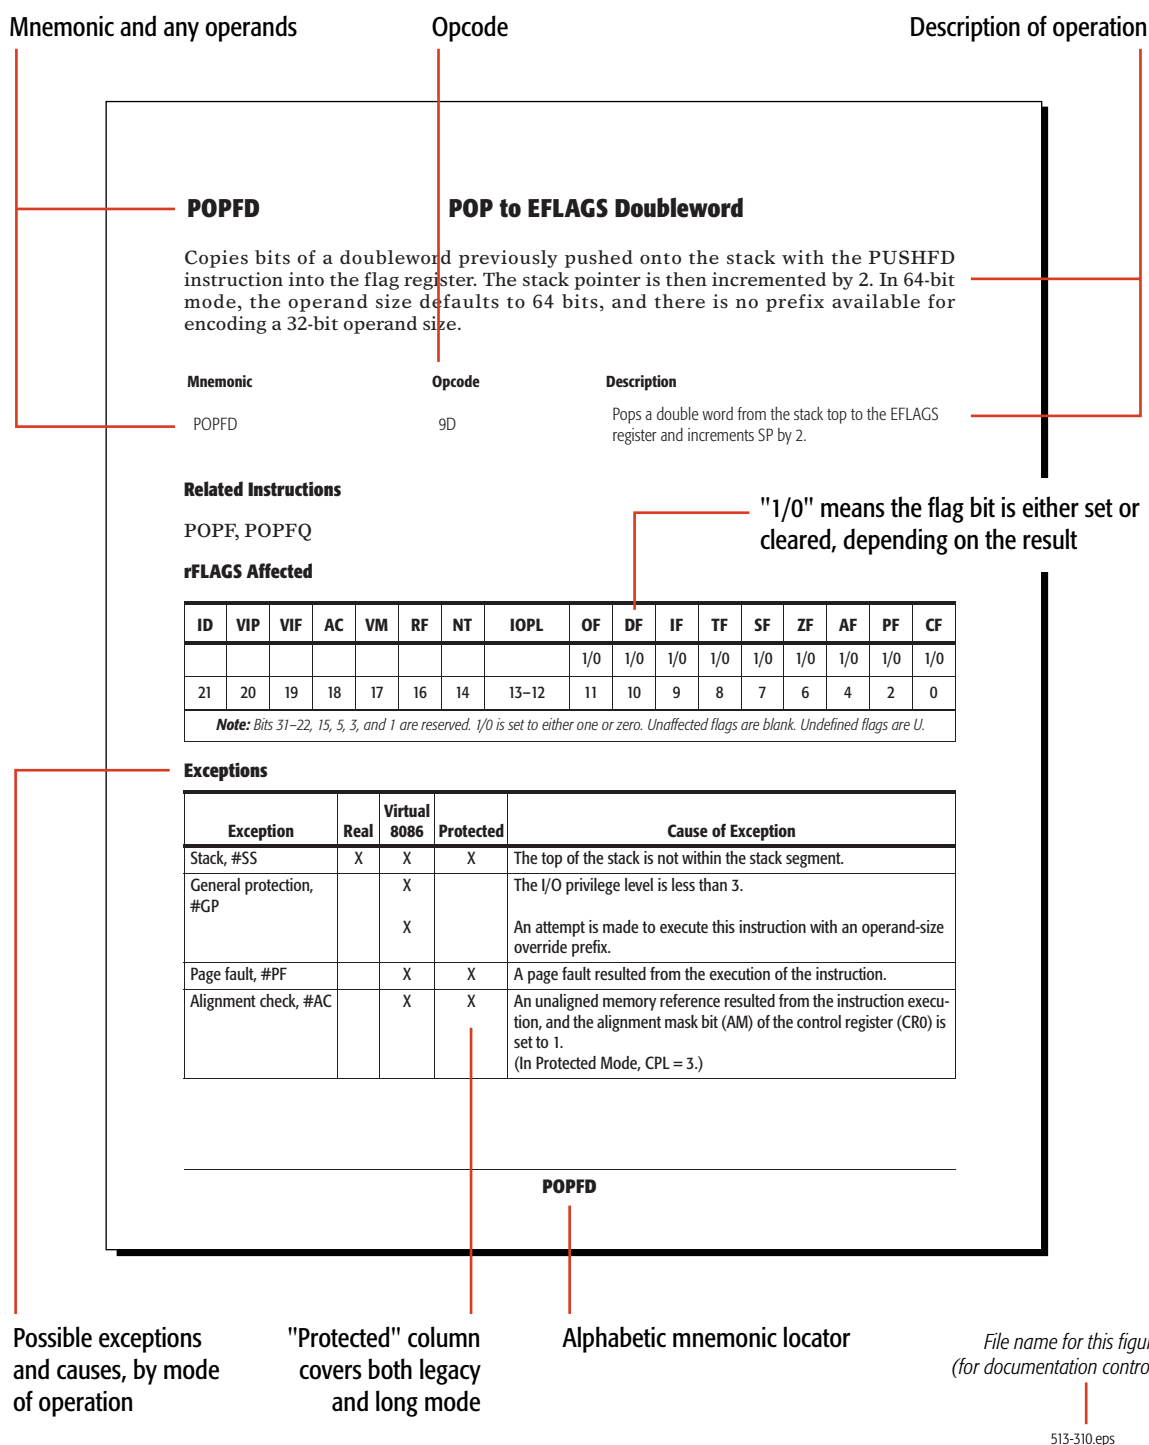 Mnemonic and any operands Opcode Description of operation
POPFD POP to EFLAGS Doubleword
Copies bits of a doubleword previously pushed onto the stack with the PUSHFD
instruction into the flag register. The stack pointer is then incremented by 2. In 64-bit
mode, the operand size defaults to 64 bits, and there is no prefix available for
encoding a 32-bit operand size.
Mnemonic Opcode Description
POPFD 9D Pops a double word from the stack top to the EFLAGS
register and increments SP by 2.
Related Instructions
POPF, POPFQ
"1/0" means the flag bit is either set or
cleared, depending on the result
rFLAGS Affected
ID VIP VIF AC VM RF NT IOPL OF DF IF TF SF ZF AF PF CF
1/0 1/0 1/0 1/0 1/0 1/0 1/0 1/0 1/0
21 20 19 18 17 16 14 13–12 11 10 9 8 7 6 4 2 0
Note: Bits 31–22, 15, 5, 3, and 1 are reserved. 1/0 is set to either one or zero. Unaffected flags are blank. Undefined flags are U.
Exceptions
Exception Real Virtual 8086 Protected Cause of Exception
Stack, #SS X X X The top of the stack is not within the stack segment.
General protection, #GP X The I/O privilege level is less than 3.
X An attempt is made to execute this instruction with an operand-size
override prefix.
Page fault, #PF X X A page fault resulted from the execution of the instruction.
Alignment check, #AC X X An unaligned memory reference resulted from the instruction execu-
tion, and the alignment mask bit (AM) of the control register (CR0) is
set to 1.
(In Protected Mode, CPL = 3.)
POPFD
Possible exceptions
and causes, by mode
of operation
"Protected" column
covers both legacy
and long mode
Alphabetic mnemonic locator
File name for this figu
(for documentation contro
513-310.eps